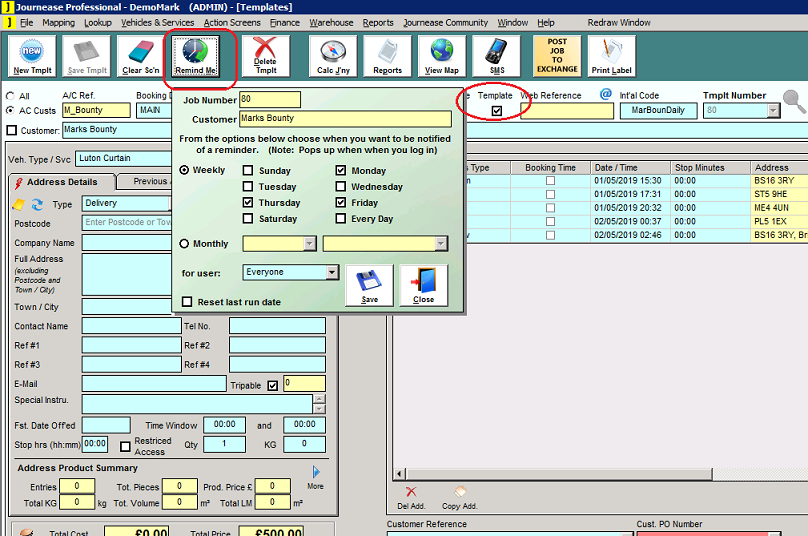 Journease Professional - DemoMark (ADMIN) - [Templates]
File Mapping Lookup Vehicles & Services Action Screens Finance Warehouse Reports Journease Community Window Help Redraw Window
new
New Tmplt Save Tmplt Clear Sc'n Remind Me Delete Tmplt Calc J'ny Reports View Map SMS POST JOB TO EXCHANGE Print Label
All A/C Ref. Booking Template Web Reference @ Int'al Code Tmplt Number
AC Custs M_Bounty MAIN MarBounDaily 80
Customer: Marks Bounty
Job Number 80
Customer Marks Bounty
From the options below choose when you want to be notified
of a reminder. (Note: Pops up when when you log in)
Weekly Sunday Monday
Tuesday Wednesday
Thursday Friday
Saturday Every Day
Monthly
for user: Everyone
Save Close
Reset last run date
Veh. Type / Svc Luton Curtain
Address Details Previous
Type Delivery
Postcode Enter Postcode or Tow
Company Name
Full Address
(excluding
Postcode and
Town / City)
Town / City
Contact Name Tel No.
Ref #1 Ref #2
Ref #3 Ref #4
E-Mail Tripable 0
Special Instru.
Fst. Date Off'ed Time Window 00:00 and 00:00
Stop hrs (hh:mm) 00:00 Restriced Access Qty 1 KG 0
Address Product Summary
Entries 0 Tot. Pieces 0 Prod. Price £ 0 More
Total KG 0 kg Tot. Volume 0 m³ Total LM 0 m²
Total Cost £0.00 Total Price £500.00
Type Booking Time Date / Time Stop Minutes Address
01/05/2019 15:30 00:00 BS16 3RY
01/05/2019 17:31 00:00 ST5 9HE
01/05/2019 20:32 00:00 ME4 4UN
02/05/2019 00:37 00:00 PL5 1EX
02/05/2019 02:46 00:00 BS16 3RY, Br
Del Add. Copy Add.
Customer Reference Cust. PO Number